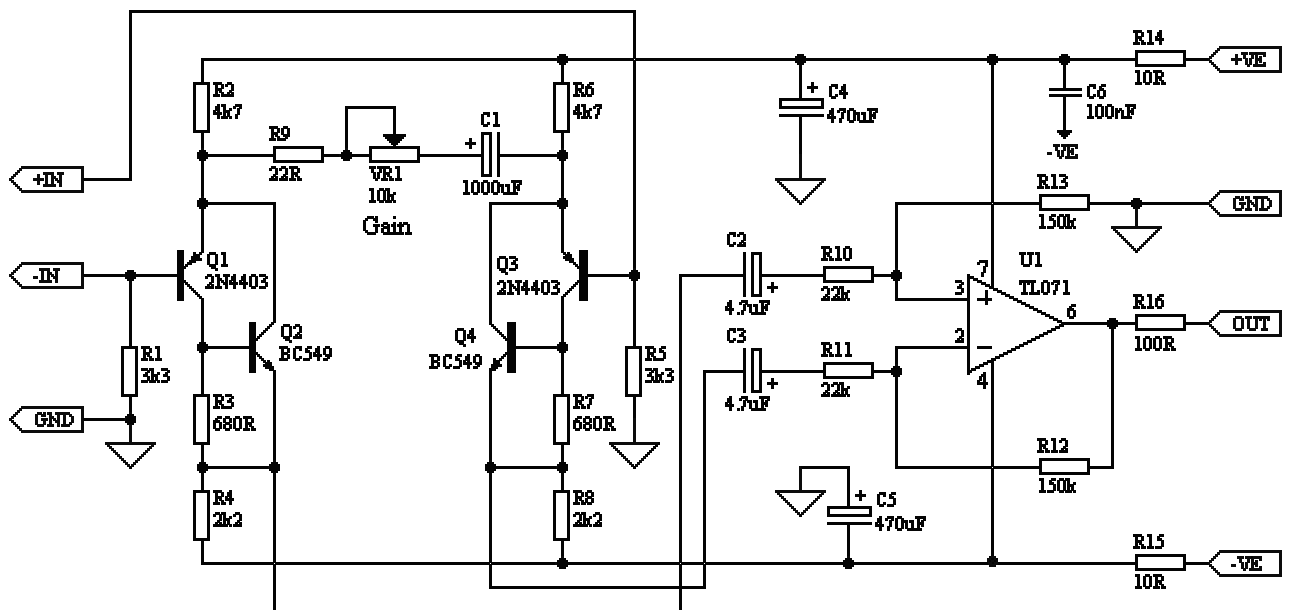 R14
+VE
10R
R2
4k7
R6
4k7
C4
470uF
C6
100nF
-VE
R9
22R
VR1
10k
Gain
C1
1000uF
+
+
+IN
R13
150k
GND
-IN
Q1
2N4403
Q3
2N4403
C2
4.7uF
+
R10
22k
7
U1
TL071
3
+
6
2
−
4
R16
100R
OUT
Q2
BC549
Q4
BC549
C3
4.7uF
+
R11
22k
R1
3k3
R5
3k3
GND
R3
680R
R7
680R
R12
150k
R4
2k2
R8
2k2
+
C5
470uF
R15
10R
-VE